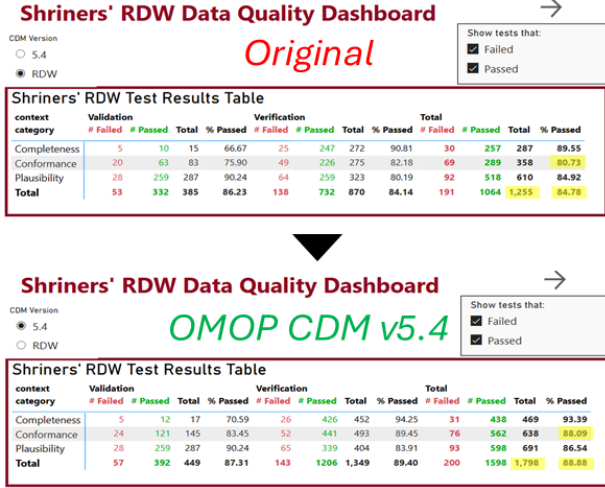 Shriners' RDW Data Quality Dashboard
CDM Version
5.4
RDW
Original
Show tests that:
Failed
Passed
Shriners' RDW Test Results Table
context Validation Verification Total
category # Failed # Passed Total % Passed # Failed # Passed Total % Passed # Failed # Passed Total % Passed
Completeness 5 10 15 66.67 25 247 272 90.81 30 257 287 89.55
Conformance 20 63 83 75.90 49 226 275 82.18 69 289 358 80.73
Plausibility 28 259 287 90.24 64 259 323 80.19 92 518 610 84.92
Total 53 332 385 86.23 138 732 870 84.14 191 1064 1,255 84.78
Shriners' RDW Data Quality Dashboard
CDM Version
5.4
RDW
OMOP CDM v5.4
Show tests that:
Failed
Passed
Shriners' RDW Test Results Table
context Validation Verification Total
category # Failed # Passed Total % Passed # Failed # Passed Total % Passed # Failed # Passed Total % Passed
Completeness 5 12 17 70.59 26 426 452 94.25 31 438 469 93.39
Conformance 24 121 145 83.45 52 441 493 89.45 76 562 638 88.09
Plausibility 28 259 287 90.24 65 339 404 83.91 93 598 691 86.54
Total 57 392 449 87.31 143 1206 1,349 89.40 200 1598 1,798 88.88